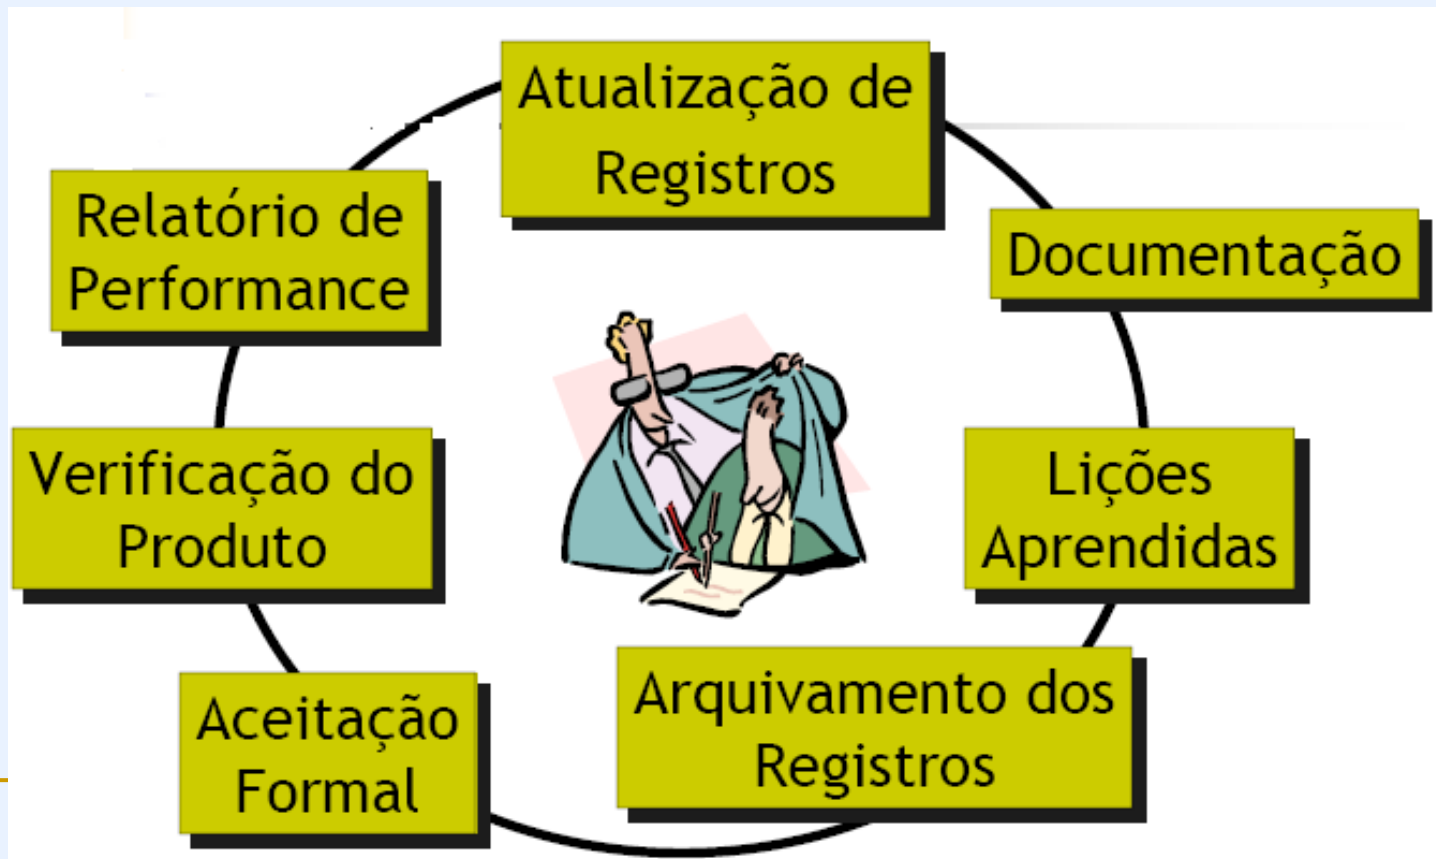 Atualização de
Registros
Relatório de
Performance
Documentação
Verificação do
Produto
Lições
Aprendidas
Aceitação
Formal
Arquivamento dos
Registros